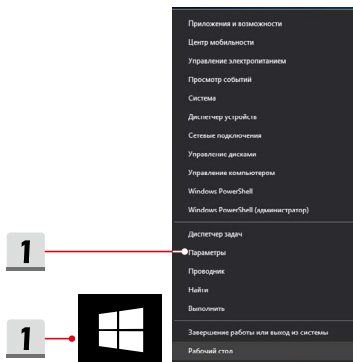 Приложения и возможности
Центр мобильности
Управление электропитанием
Просмотр событий
Система
Диспетчер устройств
Сетевые подключения
Управление дисками
Управление компьютером
Windows PowerShell
Windows PowerShell (администратор)
Диспетчер задач
1
Параметры
Проводник
Найти
Выполнить
1
Завершение работы или выход из системы
Рабочий стол